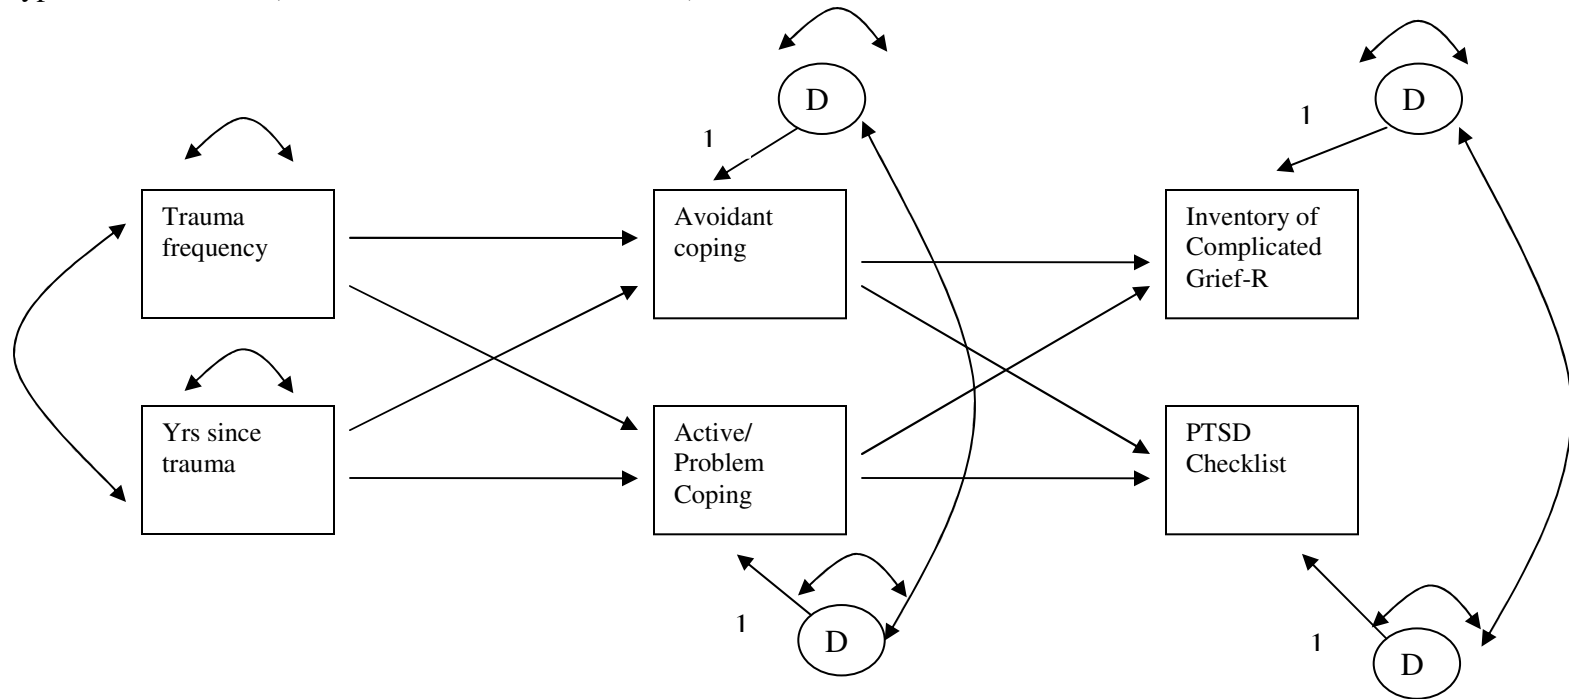 D
D
1
1
Trauma
frequency
Avoidant
coping
Inventory of
Complicated
Grief-R
Yrs since
trauma
Active/
Problem
Coping
PTSD
Checklist
1
D
1
D